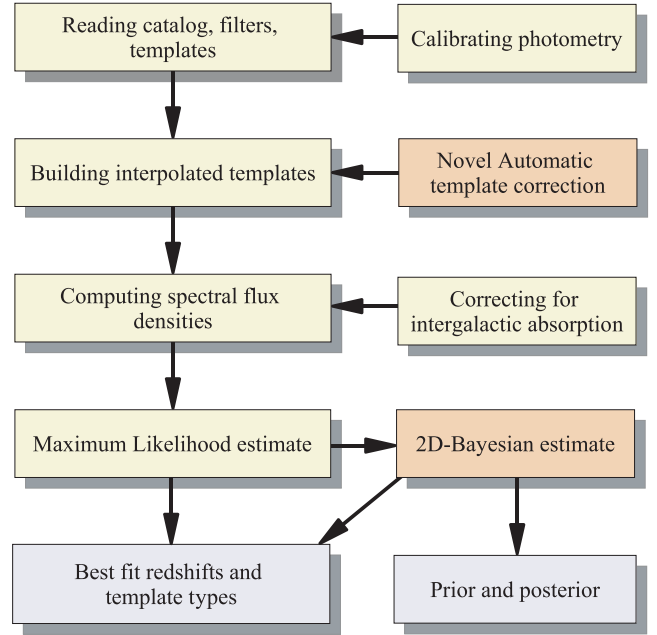 Reading catalog, filters,
templates
Calibrating photometry
Building interpolated templates
Novel Automatic
template correction
Computing spectral flux
densities
Correcting for
intergalactic absorption
Maximum Likelihood estimate
2D-Bayesian estimate
Best fit redshifts and
template types
Prior and posterior